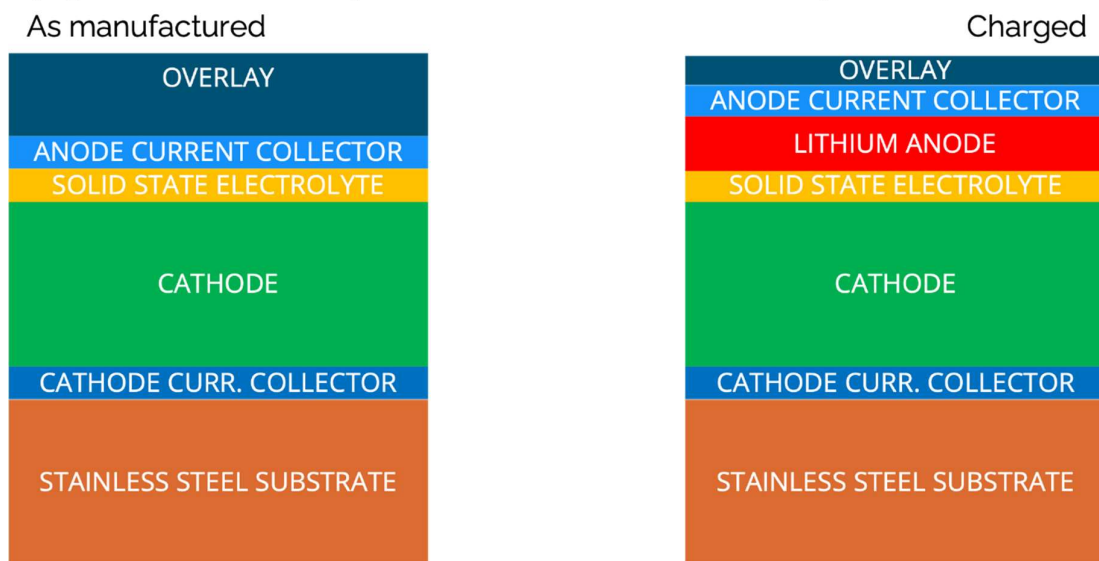 As manufactured
OVERLAY
ANODE CURRENT COLLECTOR
SOLID STATE ELECTROLYTE
CATHODE
CATHODE CURR. COLLECTOR
STAINLESS STEEL SUBSTRATE
Charged
OVERLAY
ANODE CURRENT COLLECTOR
LITHIUM ANODE
SOLID STATE ELECTROLYTE
CATHODE
CATHODE CURR. COLLECTOR
STAINLESS STEEL SUBSTRATE